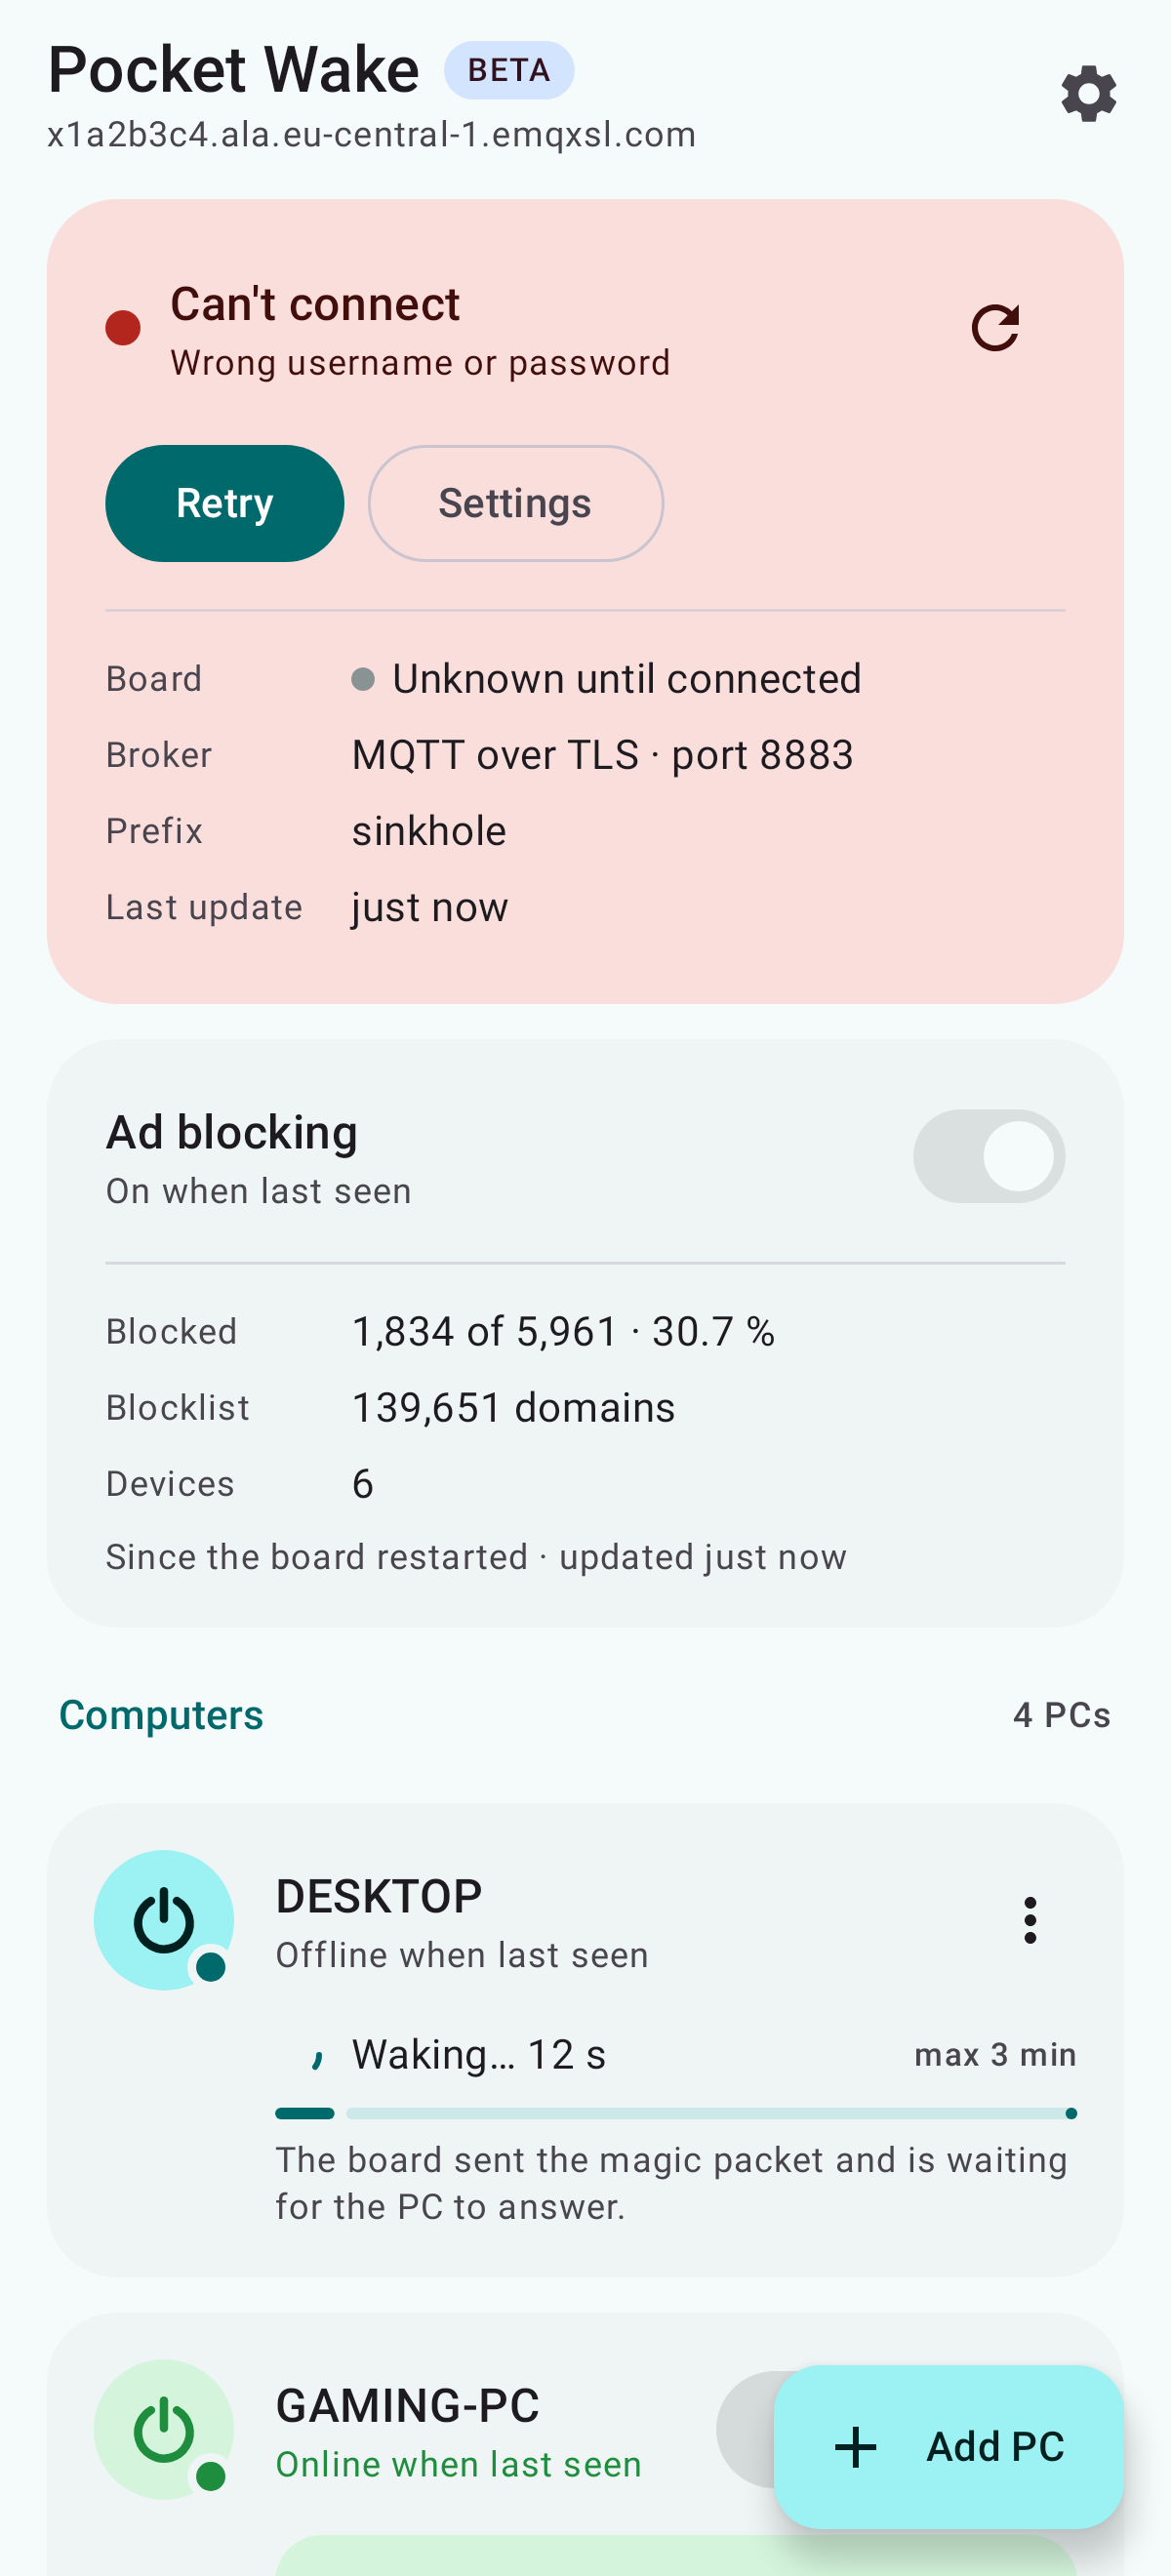 Pocket Wake BETA
x1a2b3c4.ala.eu-central-1.emqxsl.com
Can't connect
Wrong username or password
Retry Settings
Board Unknown until connected
Broker MQTT over TLS · port 8883
Prefix sinkhole
Last update just now
Ad blocking
On when last seen
Blocked 1,834 of 5,961 · 30.7 %
Blocklist 139,651 domains
Devices 6
Since the board restarted · updated just now
Computers 4 PCs
DESKTOP
Offline when last seen
Waking… 12 s max 3 min
The board sent the magic packet and is waiting
for the PC to answer.
GAMING-PC
Online when last seen
Add PC